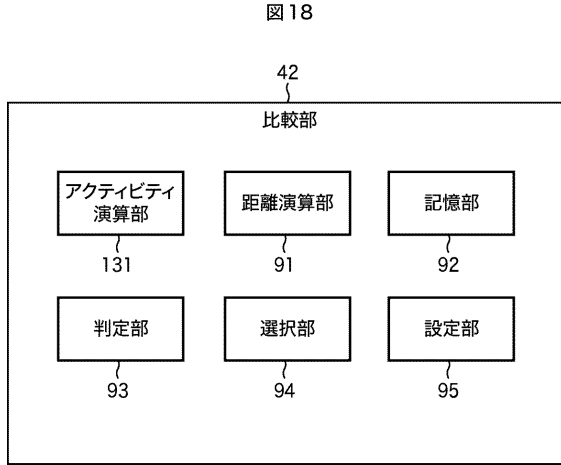 図18
42
比較部
アクティビティ
演算部
距離演算部
記憶部
131
91
92
判定部
選択部
設定部
93
94
95